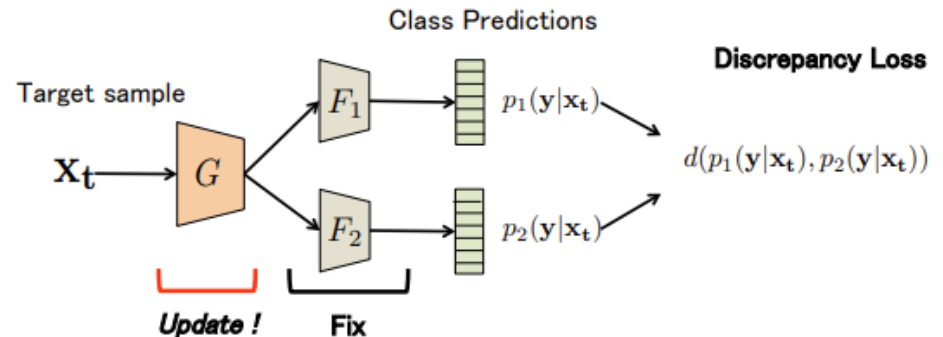 Class Predictions
Discrepancy Loss
Target sample
F₁
p₁(y|xₜ)
xₜ
G
d(p₁(y|xₜ), p₂(y|xₜ))
F₂
p₂(y|xₜ)
Update !
Fix